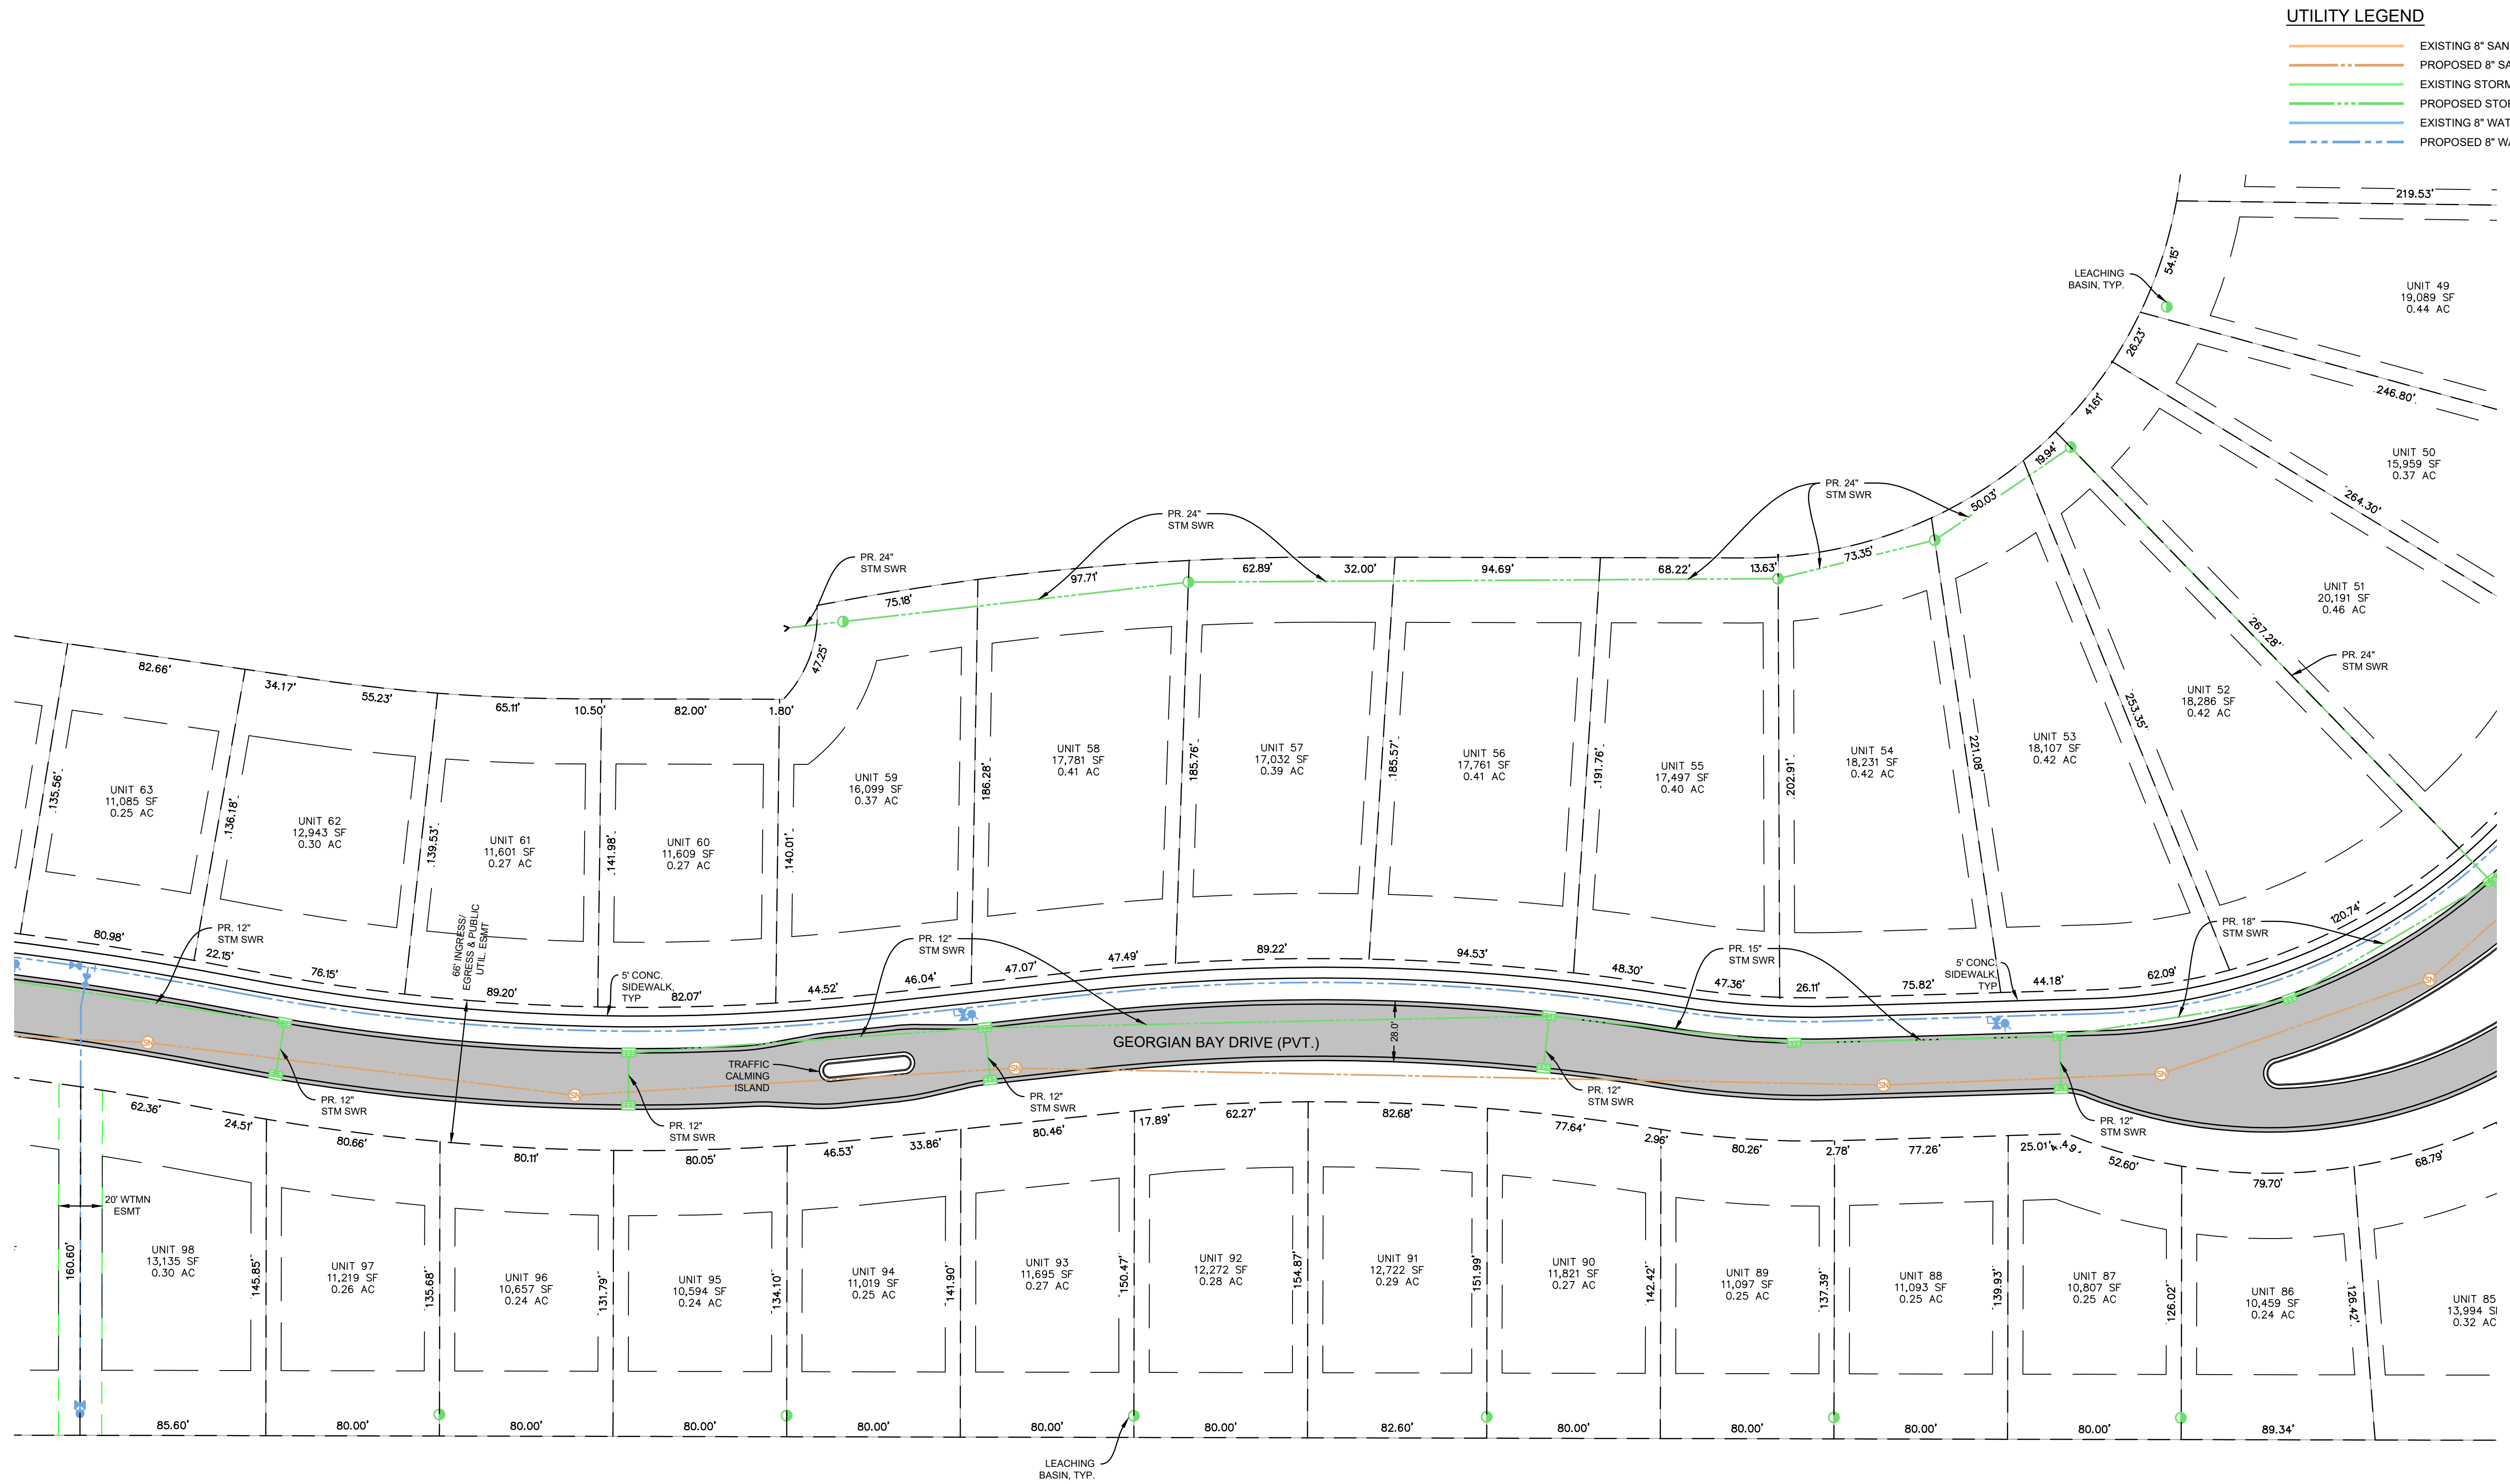 UTILITY LEGEND
EXISTING 8" SAN
PROPOSED 8" SA
EXISTING STORM
PROPOSED STOR
EXISTING 8" WAT
PROPOSED 8" WA
219.53'
54.15'
LEACHING
BASIN, TYP.
UNIT 49
19,089 SF
0.44 AC
26.23'
246.80'
41.61'
UNIT 50
15,959 SF
0.37 AC
19.94'
264.30'
PR. 24"
STM SWR
50.03'
PR. 24"
STM SWR
PR. 24"
STM SWR
73.35'
97.71'
62.89'
32.00'
94.69'
68.22'
13.63'
75.18'
UNIT 51
20,191 SF
0.46 AC
267.28'
PR. 24"
STM SWR
47.25'
82.66'
34.17'
55.23'
65.11'
10.50'
82.00'
1.80'
UNIT 52
18,286 SF
0.42 AC
253.35'
135.56'
UNIT 63
11,085 SF
0.25 AC
136.18'
UNIT 62
12,943 SF
0.30 AC
139.53'
UNIT 61
11,601 SF
0.27 AC
141.98'
UNIT 60
11,609 SF
0.27 AC
140.01'
UNIT 59
16,099 SF
0.37 AC
186.28'
UNIT 58
17,781 SF
0.41 AC
185.76'
UNIT 57
17,032 SF
0.39 AC
185.57'
UNIT 56
17,761 SF
0.41 AC
191.76'
UNIT 55
17,497 SF
0.40 AC
202.91'
UNIT 54
18,231 SF
0.42 AC
221.08'
UNIT 53
18,107 SF
0.42 AC
80.98'
PR. 12"
STM SWR
22.15'
76.15'
66' INGRESS/
EGRESS & PUBLIC
UTIL. ESMT
89.20'
5' CONC.
SIDEWALK,
TYP
82.07'
44.52'
PR. 12"
STM SWR
46.04'
47.07'
47.49'
89.22'
94.53'
48.30'
PR. 15"
STM SWR
47.36'
26.11'
75.82'
5' CONC.
SIDEWALK,
TYP
44.18'
62.09'
PR. 18"
STM SWR
120.74'
SN
SN
SN
SN
SN
SN
GEORGIAN BAY DRIVE (PVT.)
28.0'
TRAFFIC
CALMING
ISLAND
PR. 12"
STM SWR
PR. 12"
STM SWR
PR. 12"
STM SWR
PR. 12"
STM SWR
PR. 12"
STM SWR
62.36'
24.51'
80.66'
80.11'
80.05'
46.53'
33.86'
80.46'
17.89'
62.27'
82.68'
77.64'
2.96'
80.26'
2.78'
77.26'
25.01'
4.49'
52.60'
79.70'
68.79'
20' WTMN
ESMT
160.60'
UNIT 98
13,135 SF
0.30 AC
145.85'
UNIT 97
11,219 SF
0.26 AC
135.68'
UNIT 96
10,657 SF
0.24 AC
131.79'
UNIT 95
10,594 SF
0.24 AC
134.10'
UNIT 94
11,019 SF
0.25 AC
141.90'
UNIT 93
11,695 SF
0.27 AC
150.47'
UNIT 92
12,272 SF
0.28 AC
154.87'
UNIT 91
12,722 SF
0.29 AC
151.99'
UNIT 90
11,821 SF
0.27 AC
142.42'
UNIT 89
11,097 SF
0.25 AC
137.39'
UNIT 88
11,093 SF
0.25 AC
139.93'
UNIT 87
10,807 SF
0.25 AC
126.02'
UNIT 86
10,459 SF
0.24 AC
126.42'
UNIT 85
13,994 S
0.32 AC
85.60'
80.00'
80.00'
80.00'
80.00'
80.00'
80.00'
82.60'
80.00'
80.00'
80.00'
80.00'
89.34'
LEACHING
BASIN, TYP.